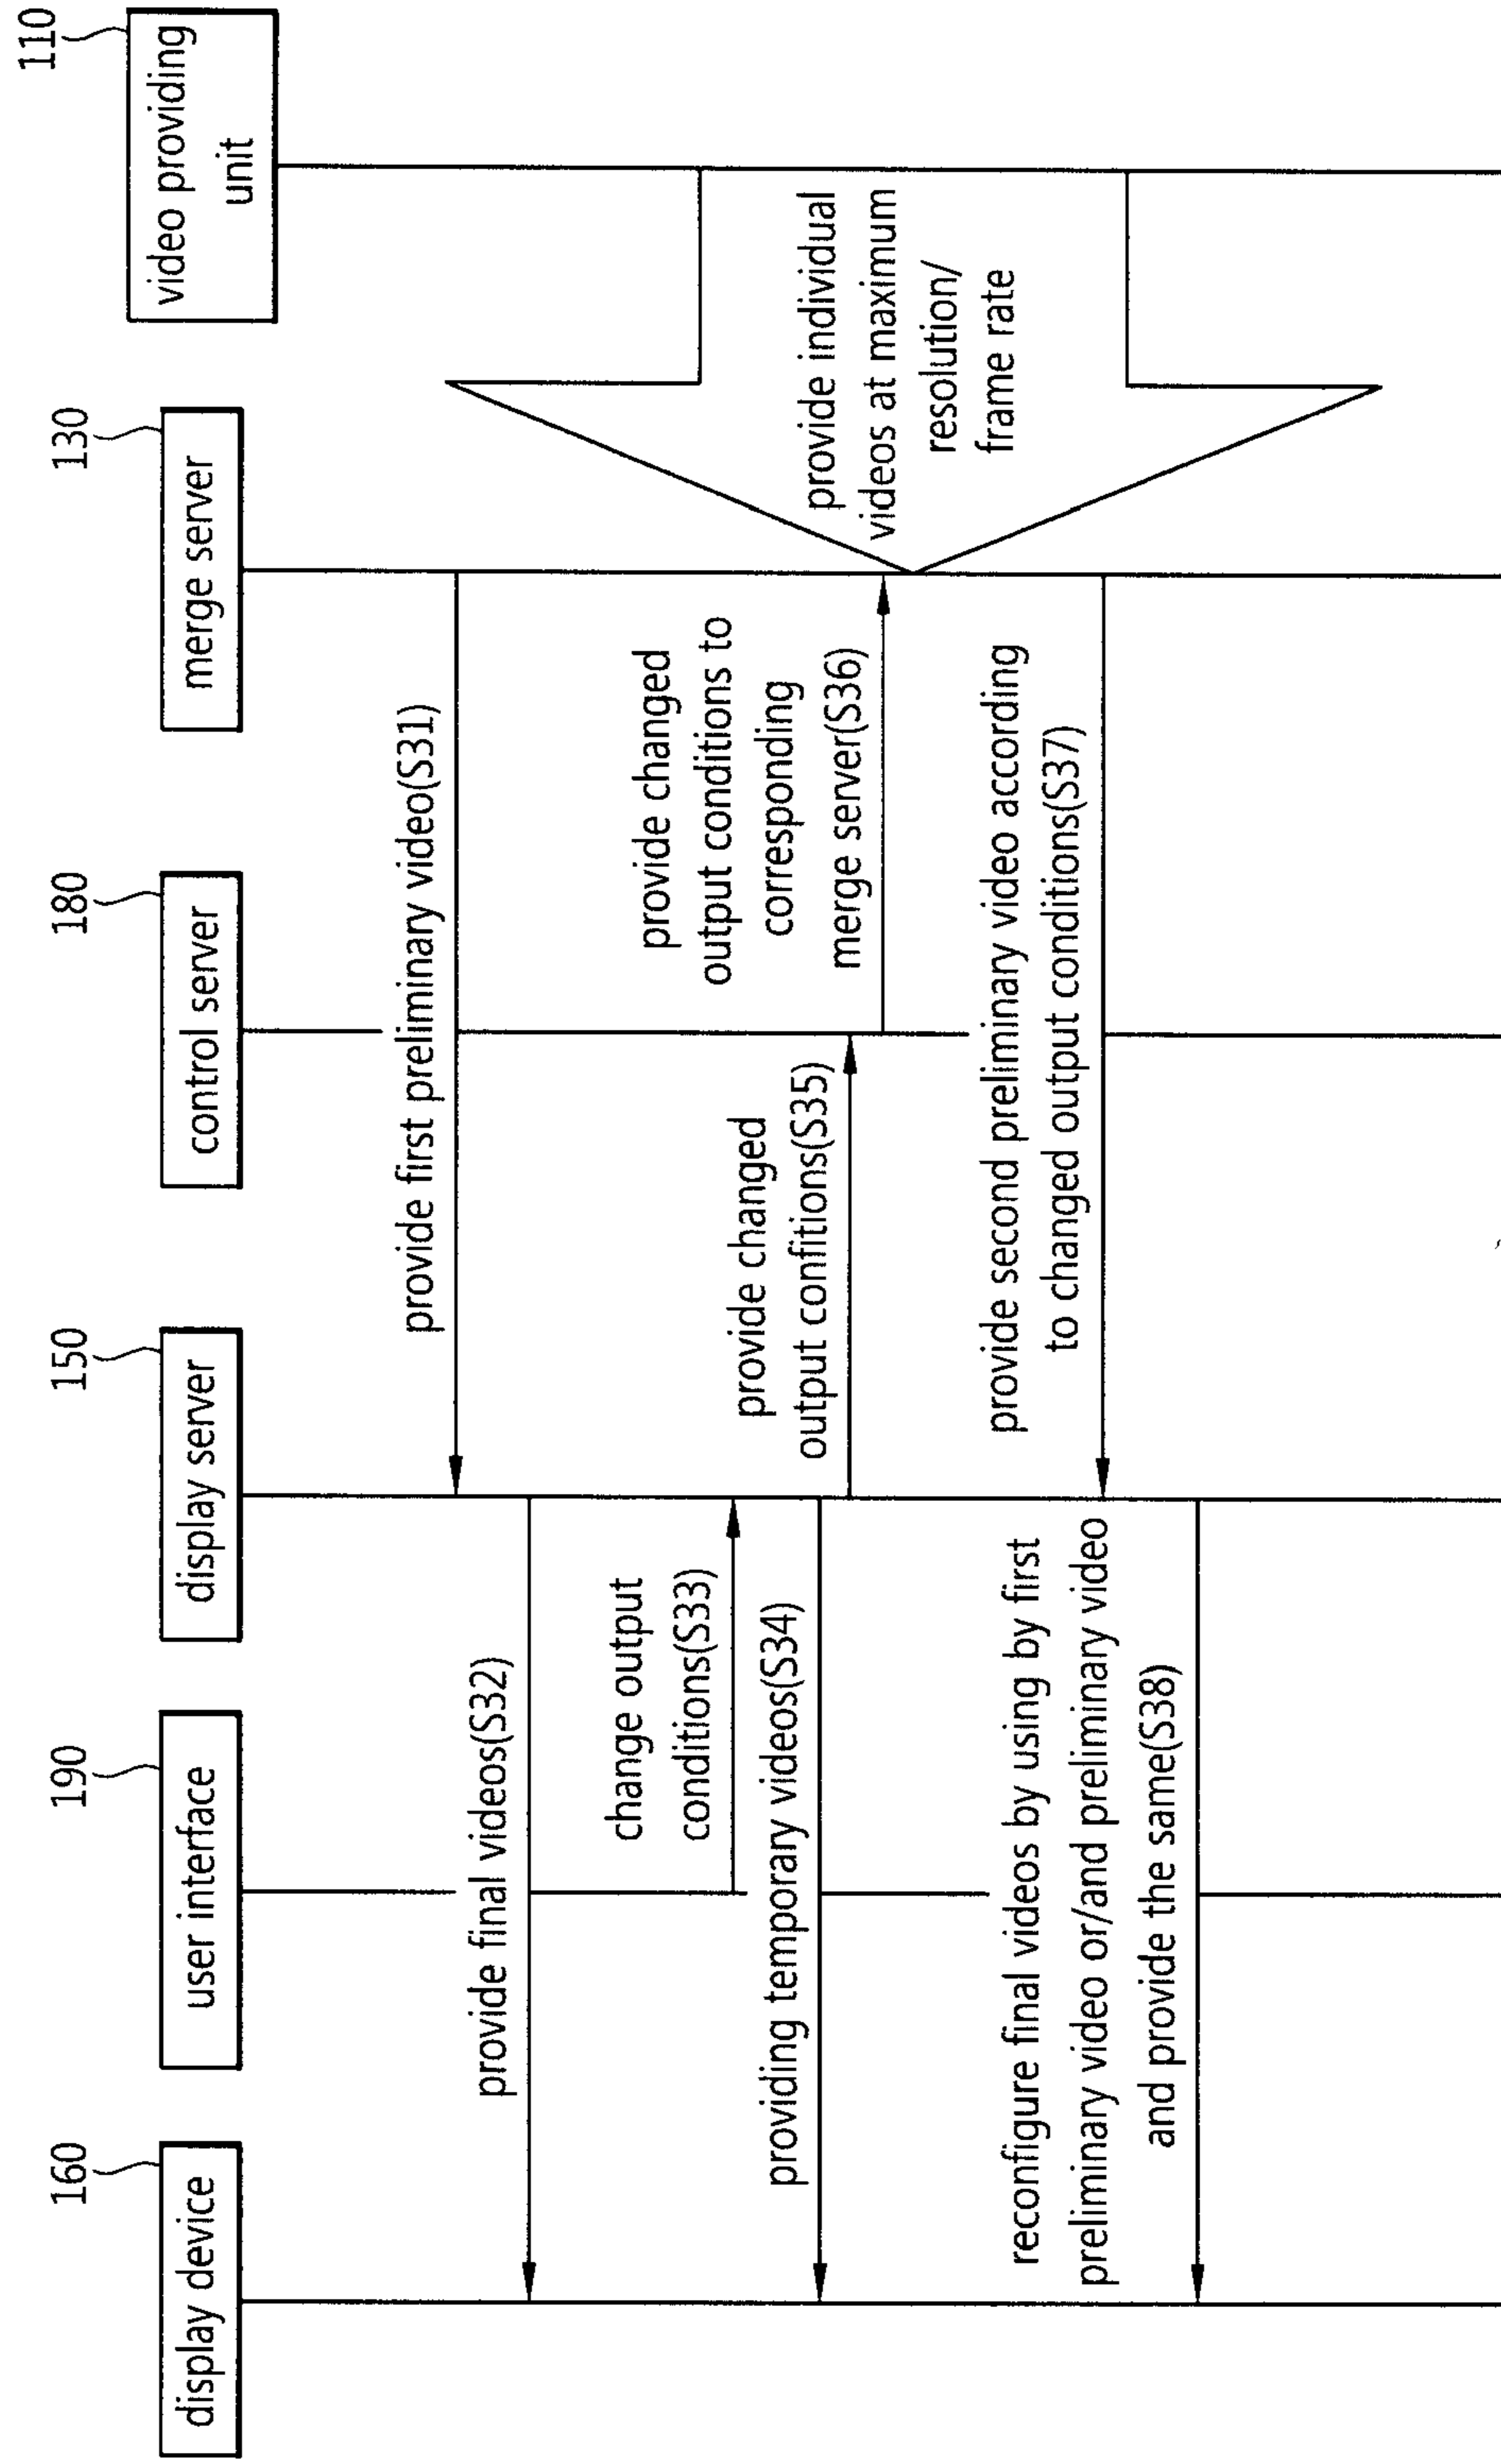 160
display device
190
user interface
150
display server
180
control server
130
merge server
110
video providing
unit
provide first preliminary video(S31)
provide final videos(S32)
change output
conditions(S33)
providing temporary videos(S34)
provide changed
output confitions(S35)
provide changed
output conditions to
corresponding
merge server(S36)
provide individual
videos at maximum
resolution/
frame rate
provide second preliminary video according
to changed output conditions(S37)
reconfigure final videos by using by first
preliminary video or/and preliminary video
and provide the same(S38)